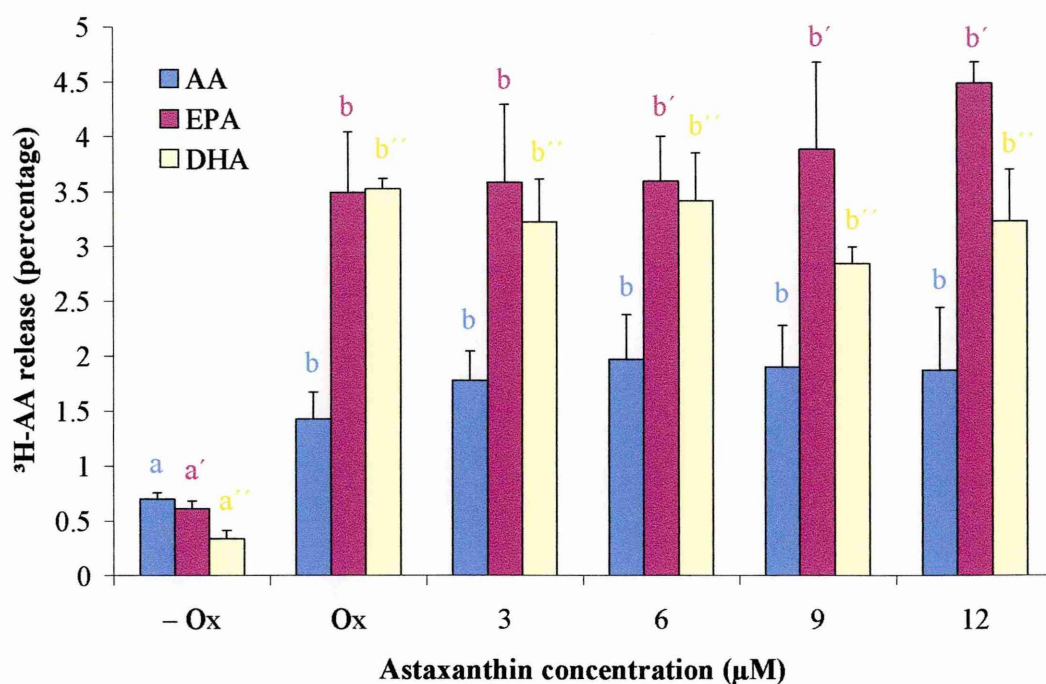 5
4.5
4
3.5
3
2.5
2
1.5
1
0.5
0
³H-AA release (percentage)
AA
EPA
DHA
a a´ a´´
b b b´´
b b b´´
b b´ b´´
b b´ b´´
b b´ b´´
– Ox Ox 3 6 9 12
Astaxanthin concentration (µM)